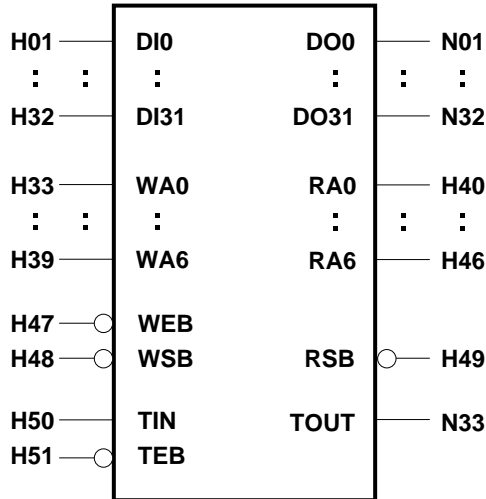 H01 DI0 DO0 N01
: : : : : :
H32 DI31 DO31 N32
H33 WA0 RA0 H40
: : : : : :
H39 WA6 RA6 H46
H47 WEB
H48 WSB RSB H49
H50 TIN TOUT N33
H51 TEB